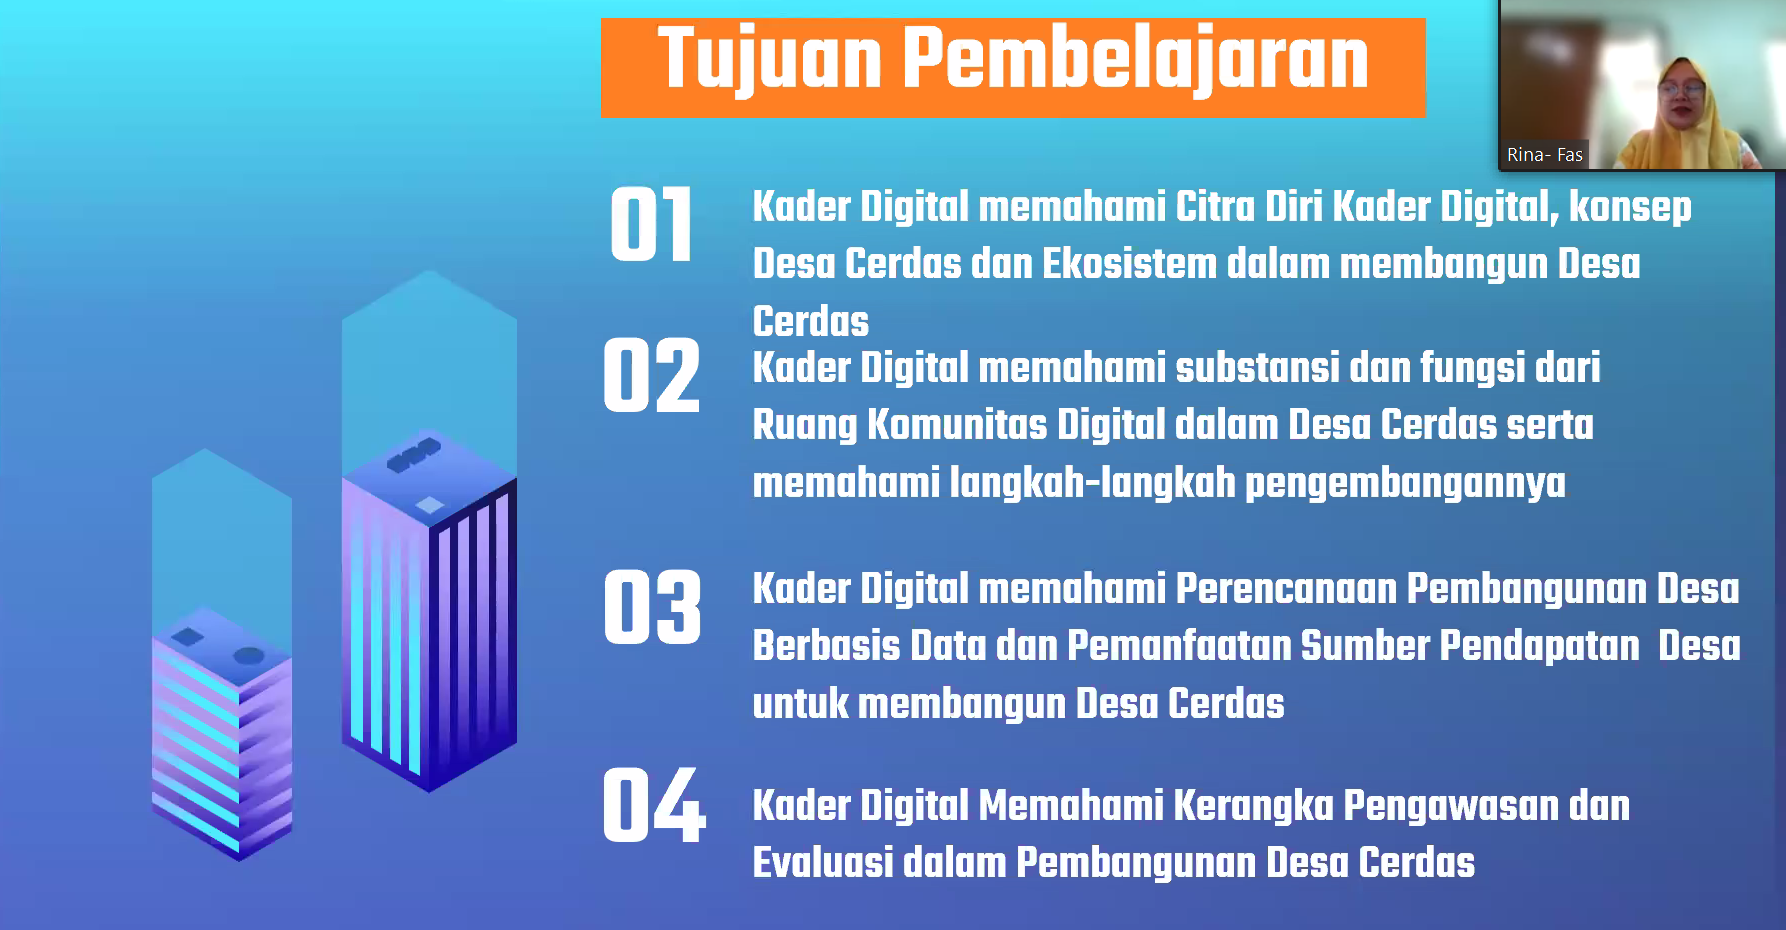 Tujuan Pembelajaran
Rina- Fas
01
Kader Digital memahami Citra Diri Kader Digital, konsep
Desa Cerdas dan Ekosistem dalam membangun Desa
Cerdas
02
Kader Digital memahami substansi dan fungsi dari
Ruang Komunitas Digital dalam Desa Cerdas serta
memahami langkah-langkah pengembangannya
03
Kader Digital memahami Perencanaan Pembangunan Desa
Berbasis Data dan Pemanfaatan Sumber Pendapatan Desa
untuk membangun Desa Cerdas
04
Kader Digital Memahami Kerangka Pengawasan dan
Evaluasi dalam Pembangunan Desa Cerdas